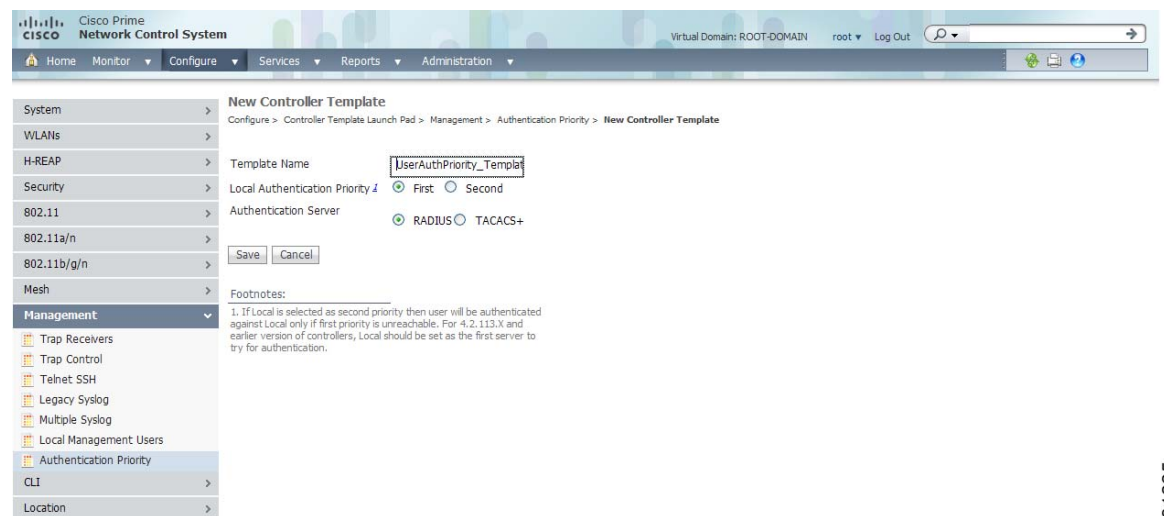 Cisco Prime
CISCO Network Control System
Virtual Domain: ROOT-DOMAIN root Log Out
Home Monitor Configure Services Reports Administration
System
WLANs
H-REAP
Security
802.11
802.11a/n
802.11b/g/n
Mesh
Management
Trap Receivers
Trap Control
Telnet SSH
Legacy Syslog
Multiple Syslog
Local Management Users
Authentication Priority
CLI
Location
New Controller Template
Configure > Controller Template Launch Pad > Management > Authentication Priority > New Controller Template
Template Name UserAuthPriority_Templat
Local Authentication Priority 1 First Second
Authentication Server RADIUS TACACS+
Save Cancel
Footnotes:
1. If Local is selected as second priority then user will be authenticated
against Local only if first priority is unreachable. For 4.2.113.X and
earlier version of controllers, Local should be set as the first server to
try for authentication.